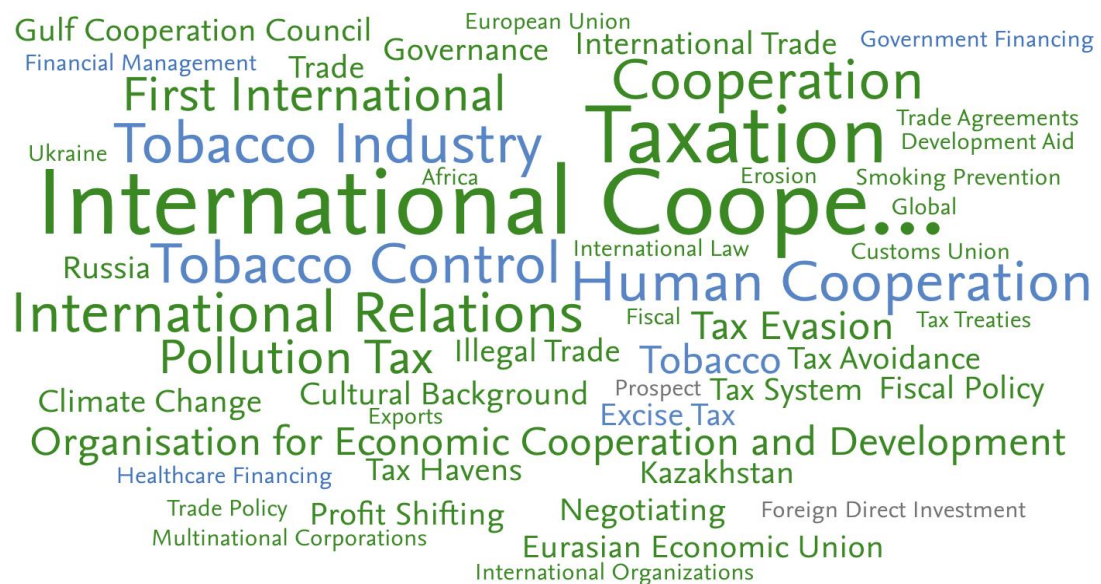 European Union
Gulf Cooperation Council
Governance
International Trade
Government Financing
Financial Management
Trade
Cooperation
First International
Taxation
Trade Agreements
Tobacco Industry
Development Aid
Ukraine
Africa
Erosion
Smoking Prevention
International Coope...
Global
International Law
Customs Union
Russia
Tobacco Control
Human Cooperation
International Relations
Fiscal
Tax Evasion
Tax Treaties
Pollution Tax
Illegal Trade
Tobacco
Tax Avoidance
Climate Change
Cultural Background
Prospect
Tax System
Fiscal Policy
Exports
Excise Tax
Organisation for Economic Cooperation and Development
Healthcare Financing
Tax Havens
Kazakhstan
Trade Policy
Profit Shifting
Negotiating
Foreign Direct Investment
Multinational Corporations
Eurasian Economic Union
International Organizations